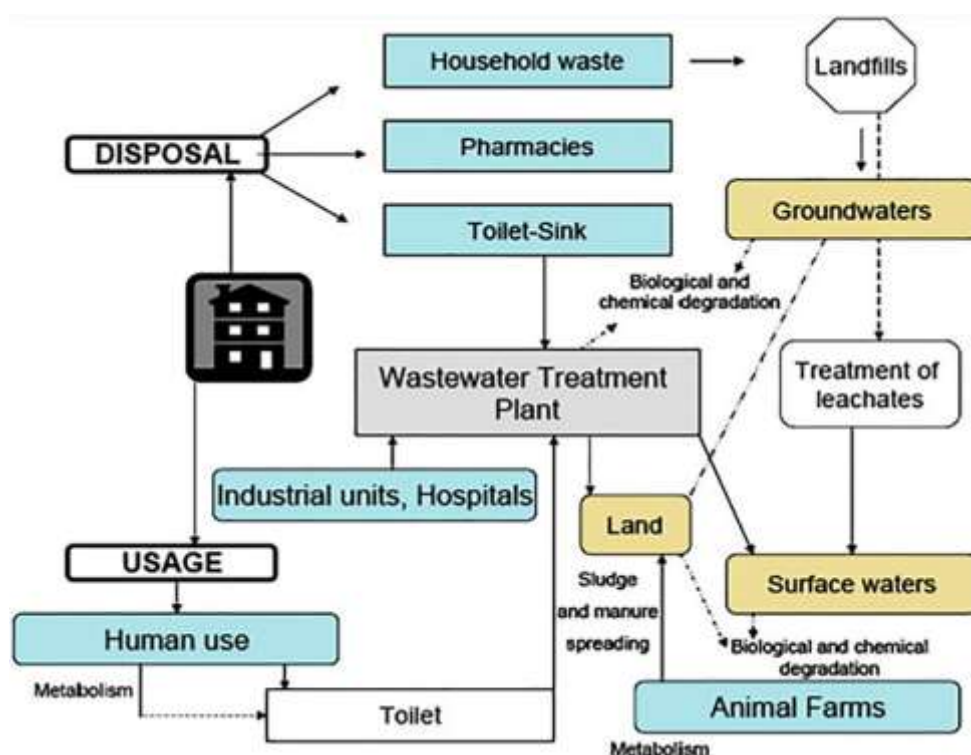 Household waste
Landfills
DISPOSAL
Pharmacies
Groundwaters
Toilet-Sink
Biological and
chemical degradation
Wastewater Treatment
Plant
Treatment of
leachates
Industrial units, Hospitals
Land
USAGE
Sludge
and manure
spreading
Surface waters
Human use
Biological and chemical
degradation
Metabolism
Toilet
Animal Farms
Metabolism